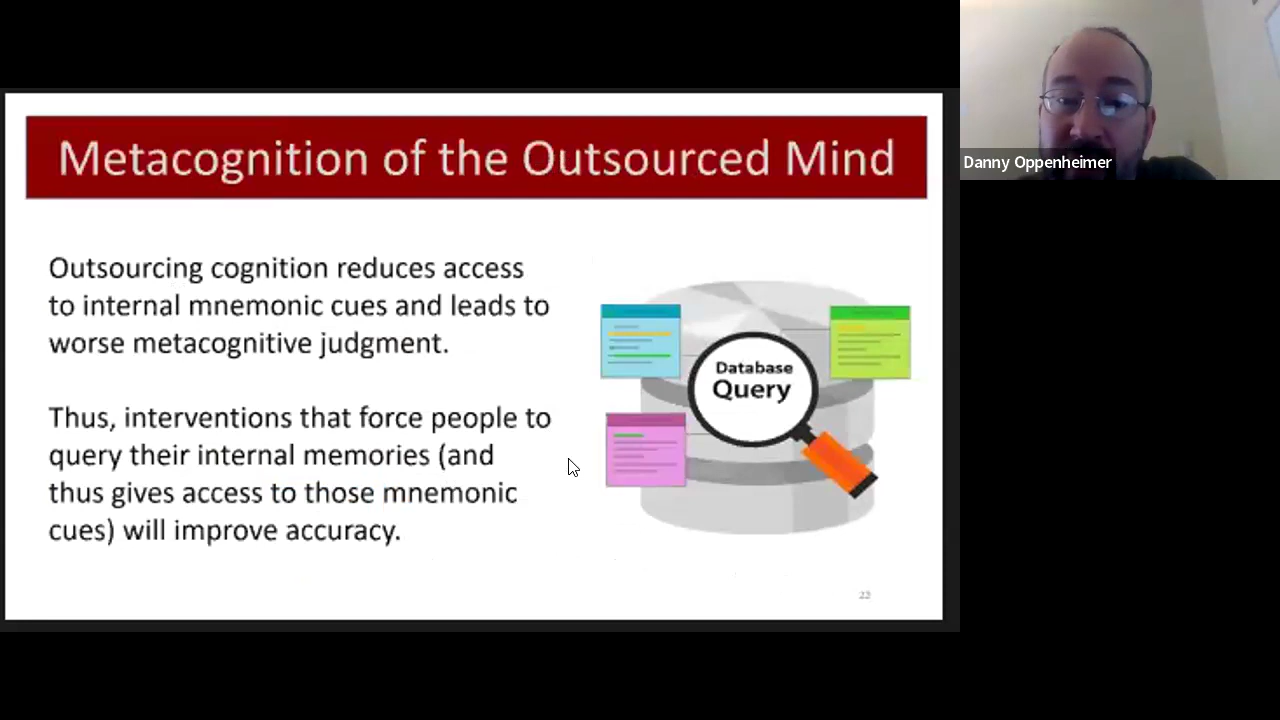 Metacognition of the Outsourced Mind
Outsourcing cognition reduces access
to internal mnemonic cues and leads to
worse metacognitive judgment.
Thus, interventions that force people to
query their internal memories (and
thus gives access to those mnemonic
cues) will improve accuracy.
Database
Query
22
Danny Oppenheimer